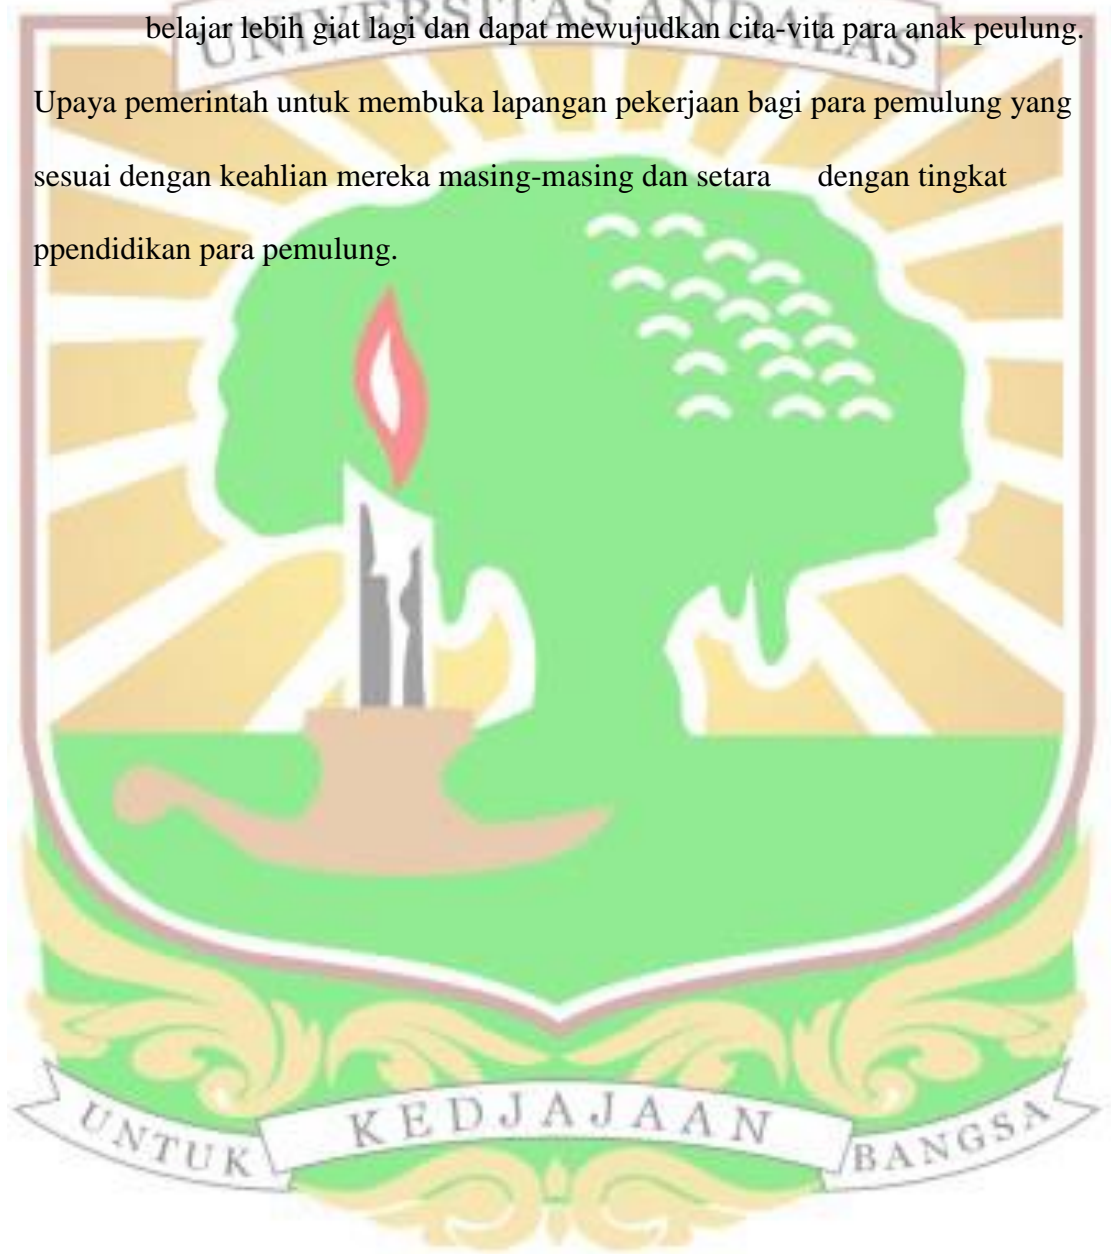 UNIVERSITAS ANDALAS
belajar lebih giat lagi dan dapat mewujudkan cita-vita para anak peulung.
Upaya pemerintah untuk membuka lapangan pekerjaan bagi para pemulung yang
sesuai dengan keahlian mereka masing-masing dan setara dengan tingkat
ppendidikan para pemulung.
UNTUK KEDJAJAAN BANGSA